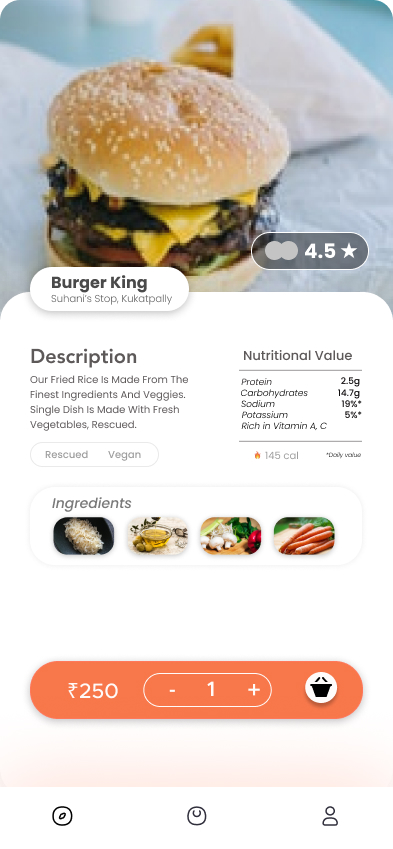 4.5 ★
Burger King
Suhani's Stop, Kukatpally
Description
Our Fried Rice Is Made From The
Finest Ingredients And Veggies.
Single Dish Is Made With Fresh
Vegetables, Rescued.
Rescued Vegan
Nutritional Value
Protein 2.5g
Carbohydrates 14.7g
Sodium 19%*
Potassium 5%*
Rich in Vitamin A, C
145 cal *Daily value
Ingredients
₹250 - 1 +